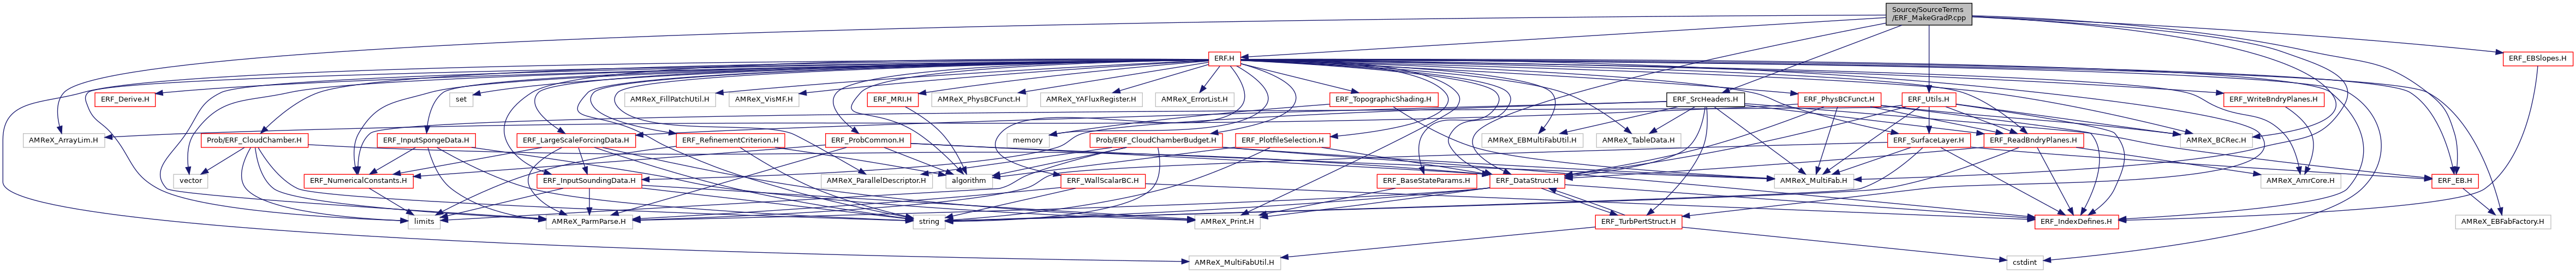 Source/SourceTerms
/ERF_MakeGradP.cpp
ERF.H
ERF_EBSlopes.H
ERF_Derive.H
set
AMReX_FillPatchUtil.H
AMReX_VisMF.H
ERF_MRI.H
AMReX_PhysBCFunct.H
AMReX_YAFluxRegister.H
AMReX_ErrorList.H
ERF_TopographicShading.H
ERF_SrcHeaders.H
ERF_PhysBCFunct.H
ERF_Utils.H
ERF_WriteBndryPlanes.H
AMReX_ArrayLim.H
Prob/ERF_CloudChamber.H
ERF_InputSpongeData.H
ERF_LargeScaleForcingData.H
ERF_RefinementCriterion.H
ERF_ProbCommon.H
memory
Prob/ERF_CloudChamberBudget.H
ERF_PlotfileSelection.H
AMReX_EBMultiFabUtil.H
AMReX_TableData.H
ERF_SurfaceLayer.H
ERF_ReadBndryPlanes.H
AMReX_BCRec.H
vector
ERF_NumericalConstants.H
ERF_InputSoundingData.H
AMReX_ParallelDescriptor.H
algorithm
ERF_WallScalarBC.H
ERF_BaseStateParams.H
ERF_DataStruct.H
AMReX_MultiFab.H
AMReX_AmrCore.H
ERF_EB.H
limits
AMReX_ParmParse.H
string
AMReX_Print.H
ERF_TurbPertStruct.H
ERF_IndexDefines.H
AMReX_EBFabFactory.H
AMReX_MultiFabUtil.H
cstdint